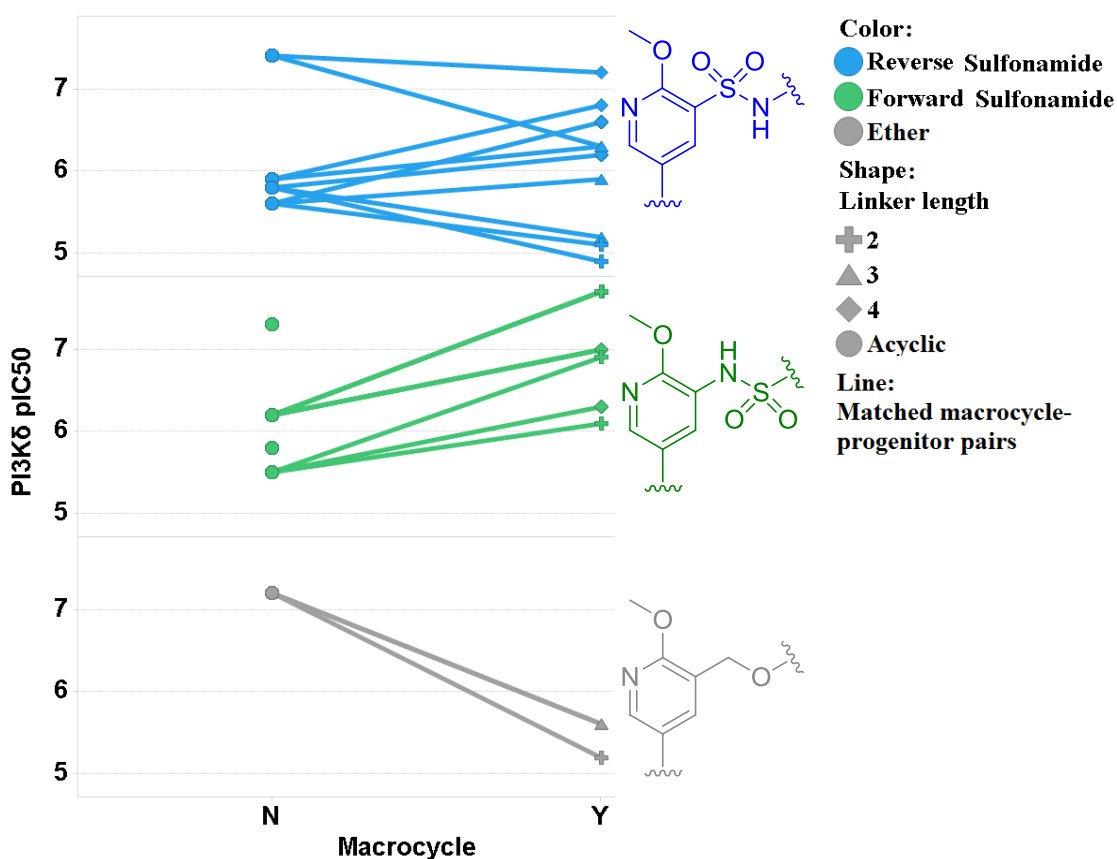 7
6
5
7
6
5
7
6
5
PI3Kδ pIC50
N
Y
Macrocycle
O
O
O
S
N
N
H
O
H
N
N
S
O
O
O
N
O
Color:
Reverse Sulfonamide
Forward Sulfonamide
Ether
Shape:
Linker length
2
3
4
Acyclic
Line:
Matched macrocycle-
progenitor pairs